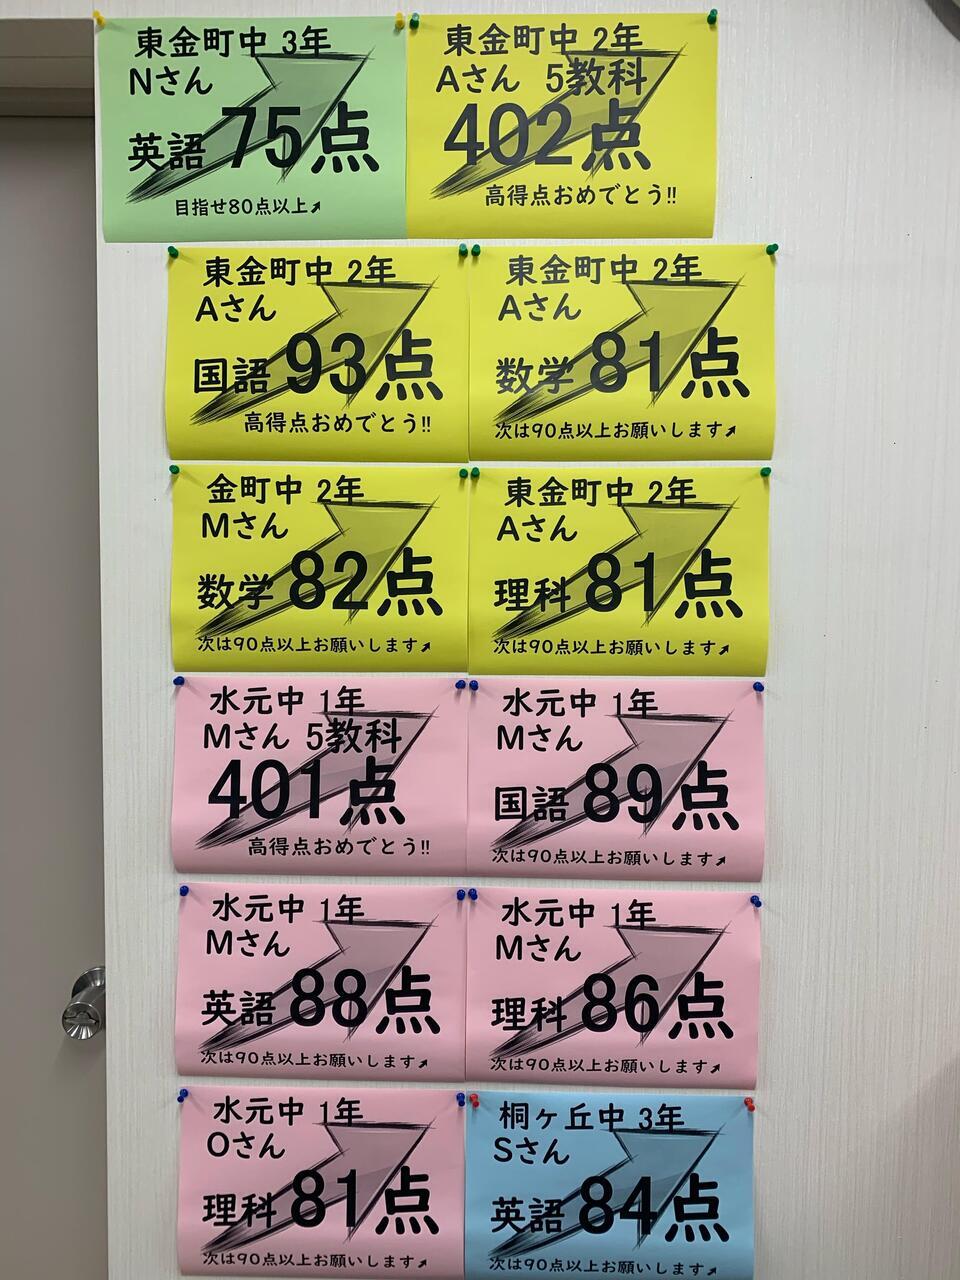 東金町中 3年
Nさん
英語 75点
目指せ80点以上↗
東金町中 2年
Aさん 5教科
402点
高得点おめでとう!!
東金町中 2年
Aさん
国語 93点
高得点おめでとう!!
東金町中 2年
Aさん
数学 81点
次は90点以上お願いします↗
金町中 2年
Mさん
数学 82点
次は90点以上お願いします↗
東金町中 2年
Aさん
理科 81点
次は90点以上お願いします↗
水元中 1年
Mさん 5教科
401点
高得点おめでとう!!
水元中 1年
Mさん
国語 89点
次は90点以上お願いします↗
水元中 1年
Mさん
英語 88点
次は90点以上お願いします↗
水元中 1年
Mさん
理科 86点
次は90点以上お願いします↗
水元中 1年
Oさん
理科 81点
次は90点以上お願いします↗
桐ヶ丘中 3年
Sさん
英語 84点
次は90点以上お願いします↗